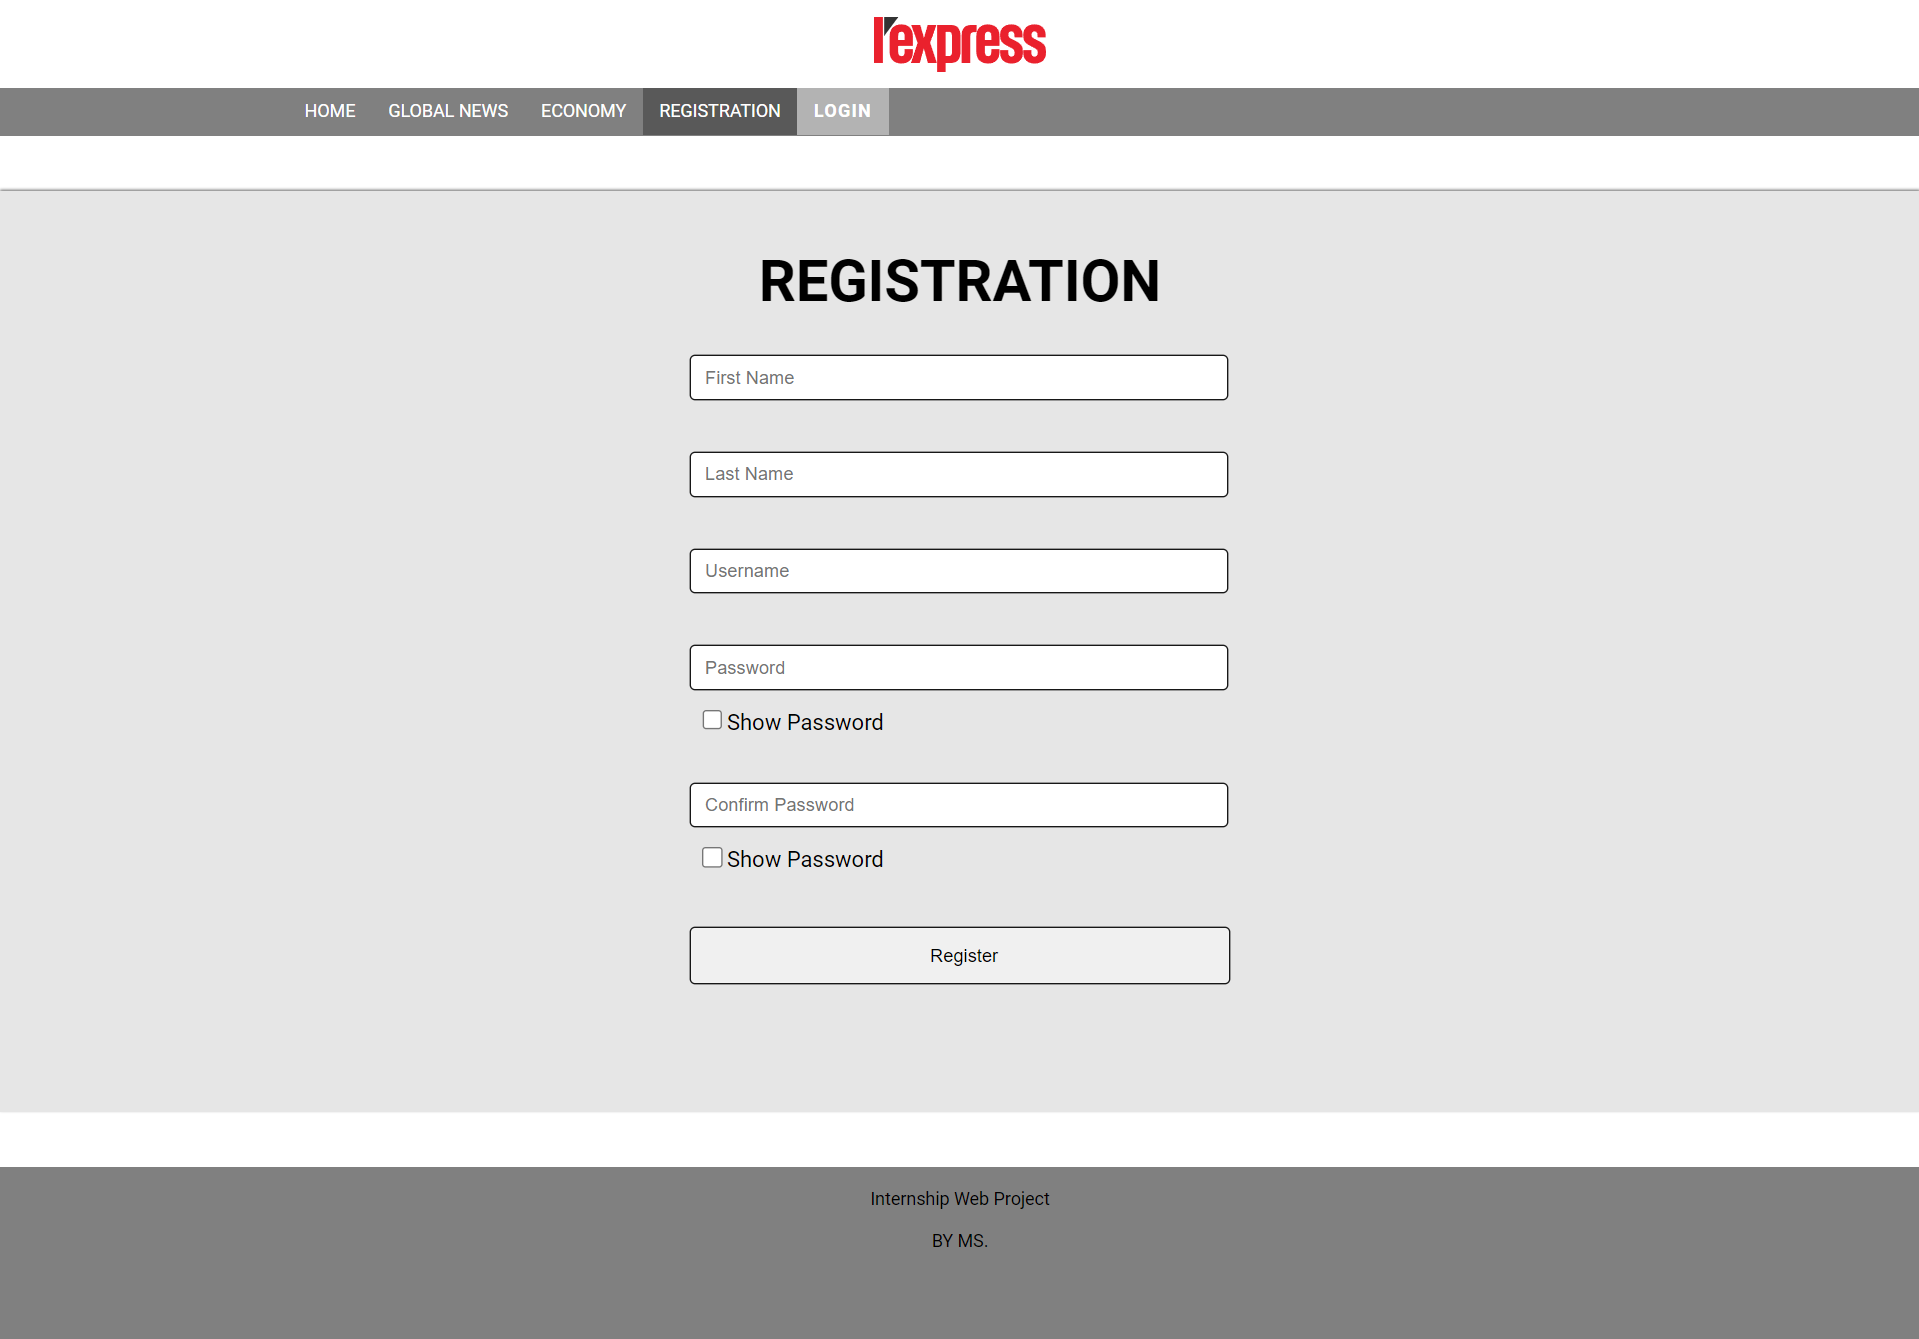 l'express
HOME GLOBAL NEWS ECONOMY REGISTRATION LOGIN
REGISTRATION
First Name
Last Name
Username
Password
Show Password
Confirm Password
Show Password
Register
Internship Web Project
BY MS.